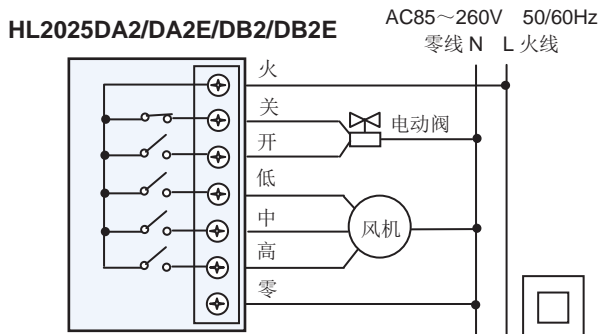 HL2025DA2/DA2E/DB2/DB2E
AC85～260V 50/60Hz
零线 N L 火线
火
关
电动阀
开
低
中
风机
高
零